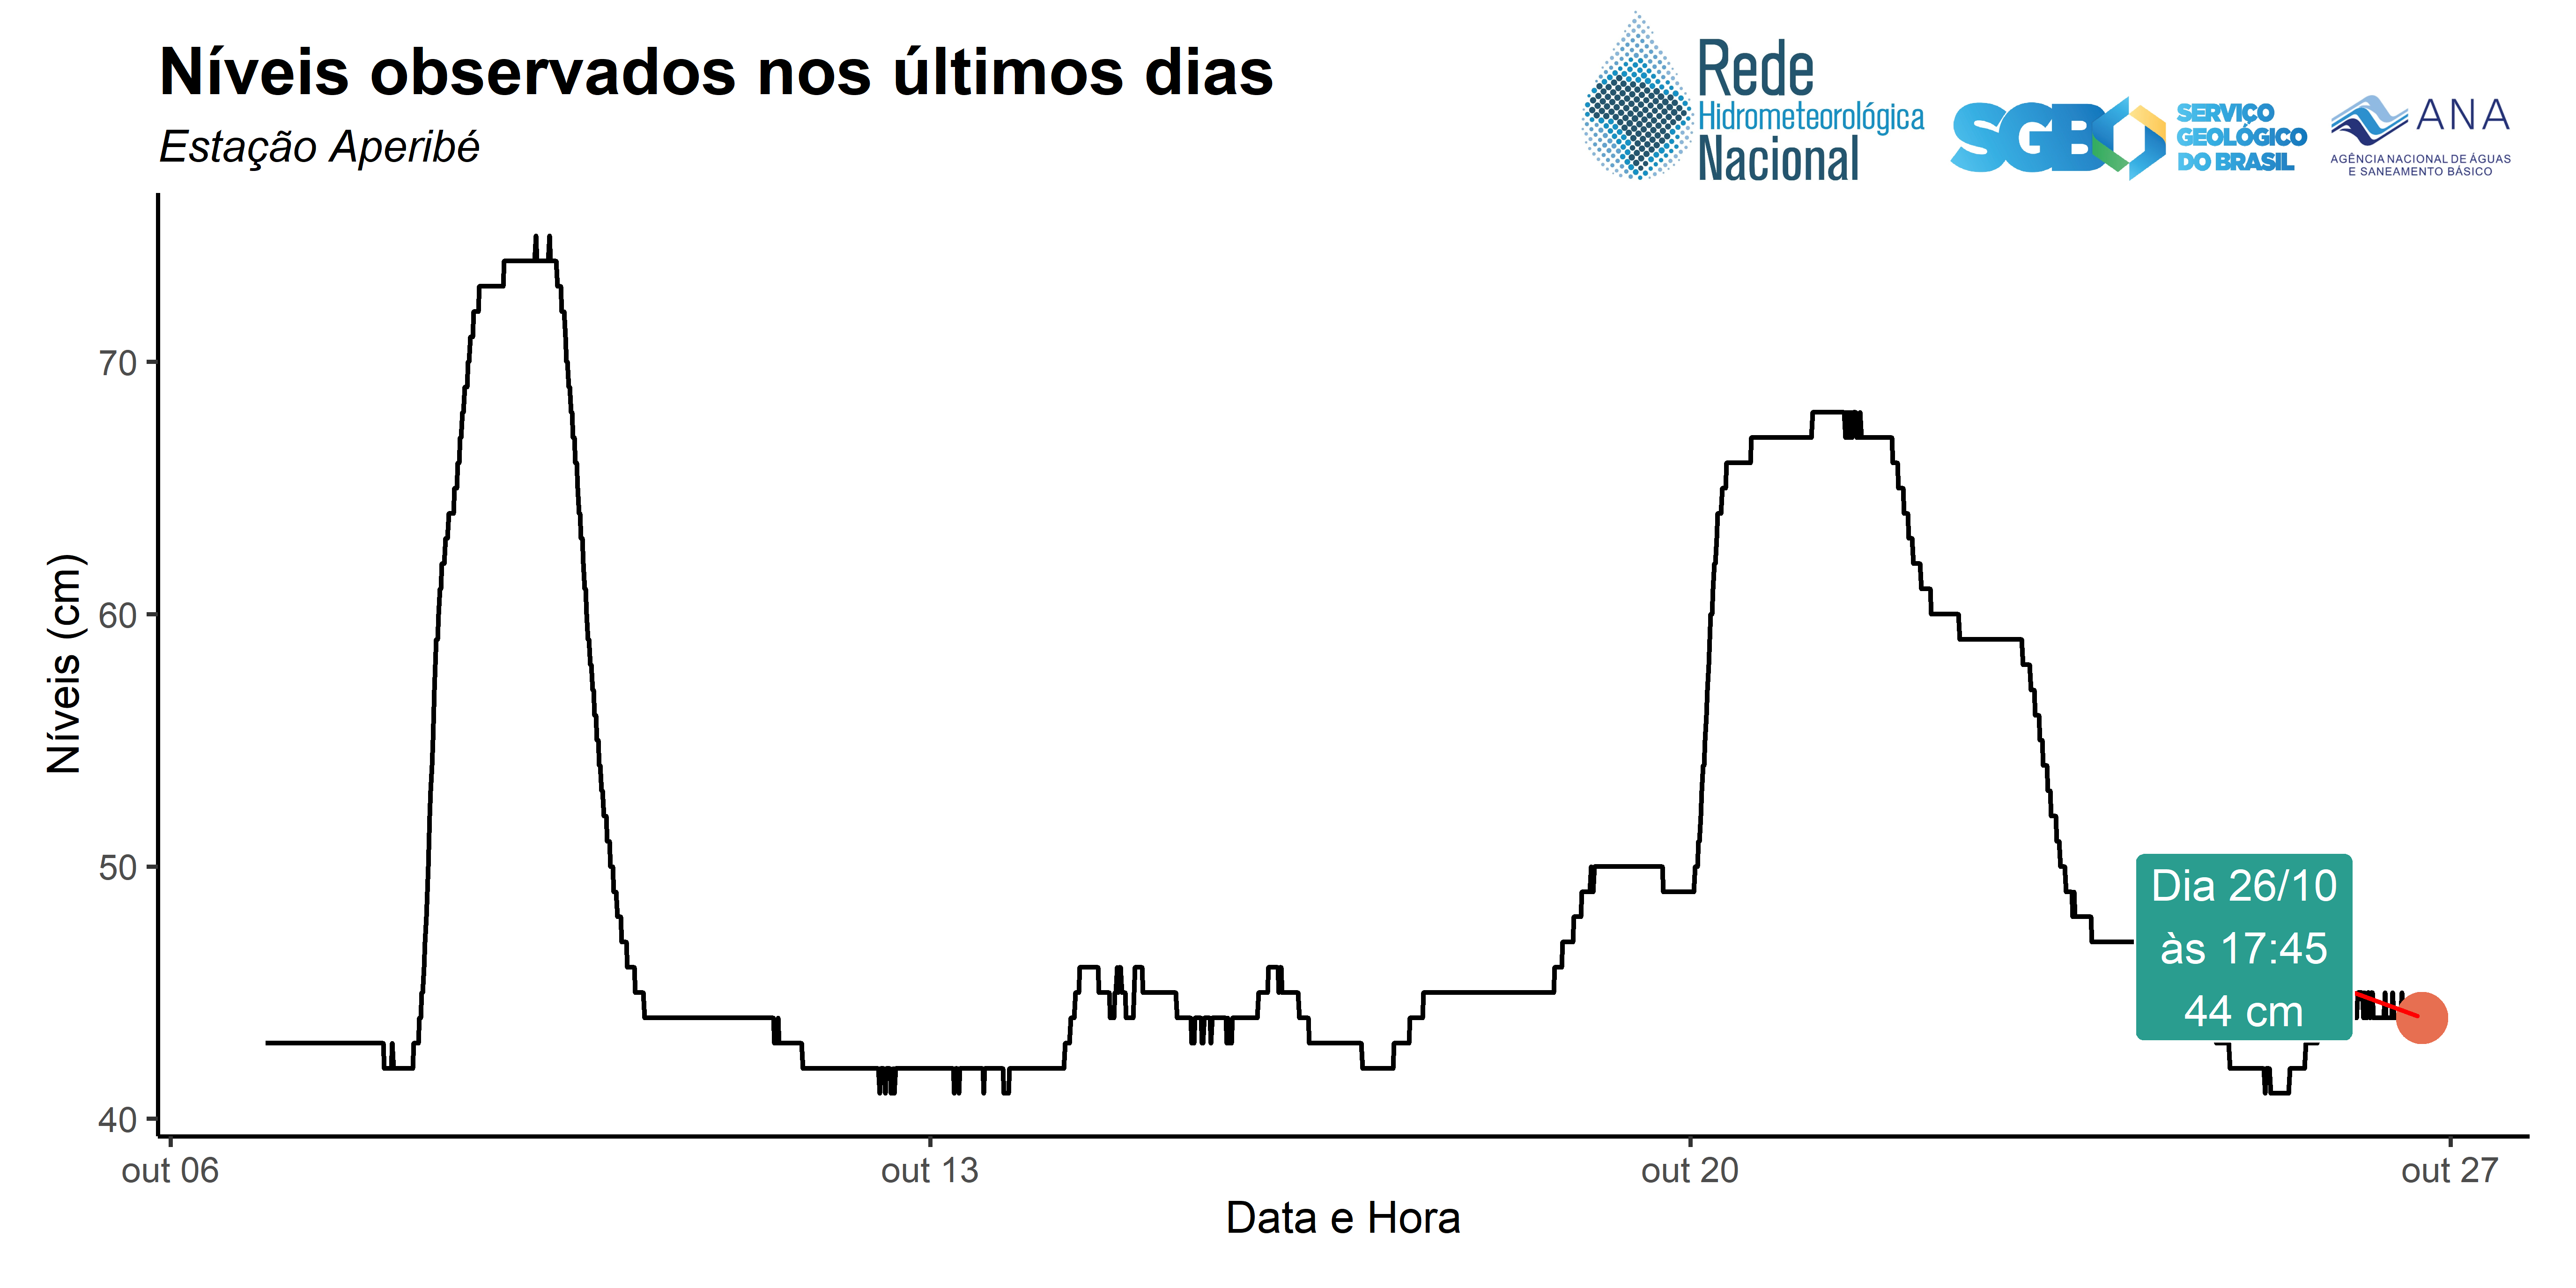 Níveis observados nos últimos dias
Estação Aperibé
Rede
Hidrometeorológica
Nacional
SGB
SERVIÇO
GEOLÓGICO
DO BRASIL
ANA
AGÊNCIA NACIONAL DE ÁGUAS
E SANEAMENTO BÁSICO
Níveis (cm)
70
60
50
40
Dia 26/10
às 17:45
44 cm
out 06
out 13
out 20
out 27
Data e Hora